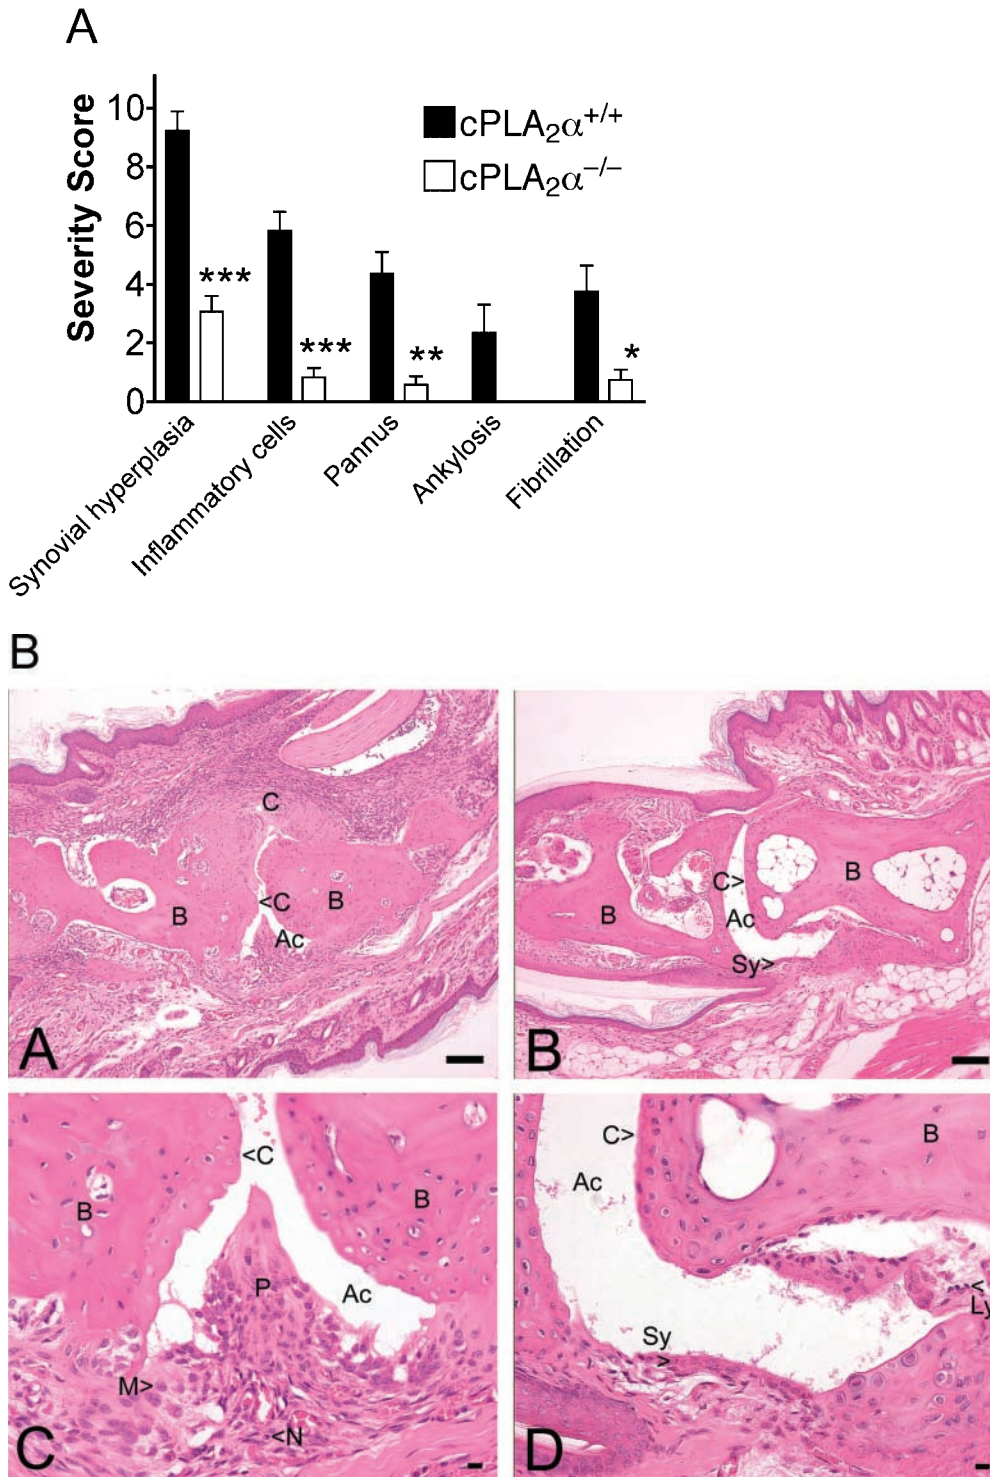 A
Severity Score
10
8
6
4
2
0
cPLA₂α⁺/⁺
cPLA₂α⁻/⁻
***
***
**
*
Synovial hyperplasia
Inflammatory cells
Pannus
Ankylosis
Fibrillation
B
C
<C
B
B
Ac
A
C>
B
B
Ac
Sy>
B
<C
B
B
P
Ac
M>
<N
C
C>
B
Ac
<
Ly
Sy
>
D